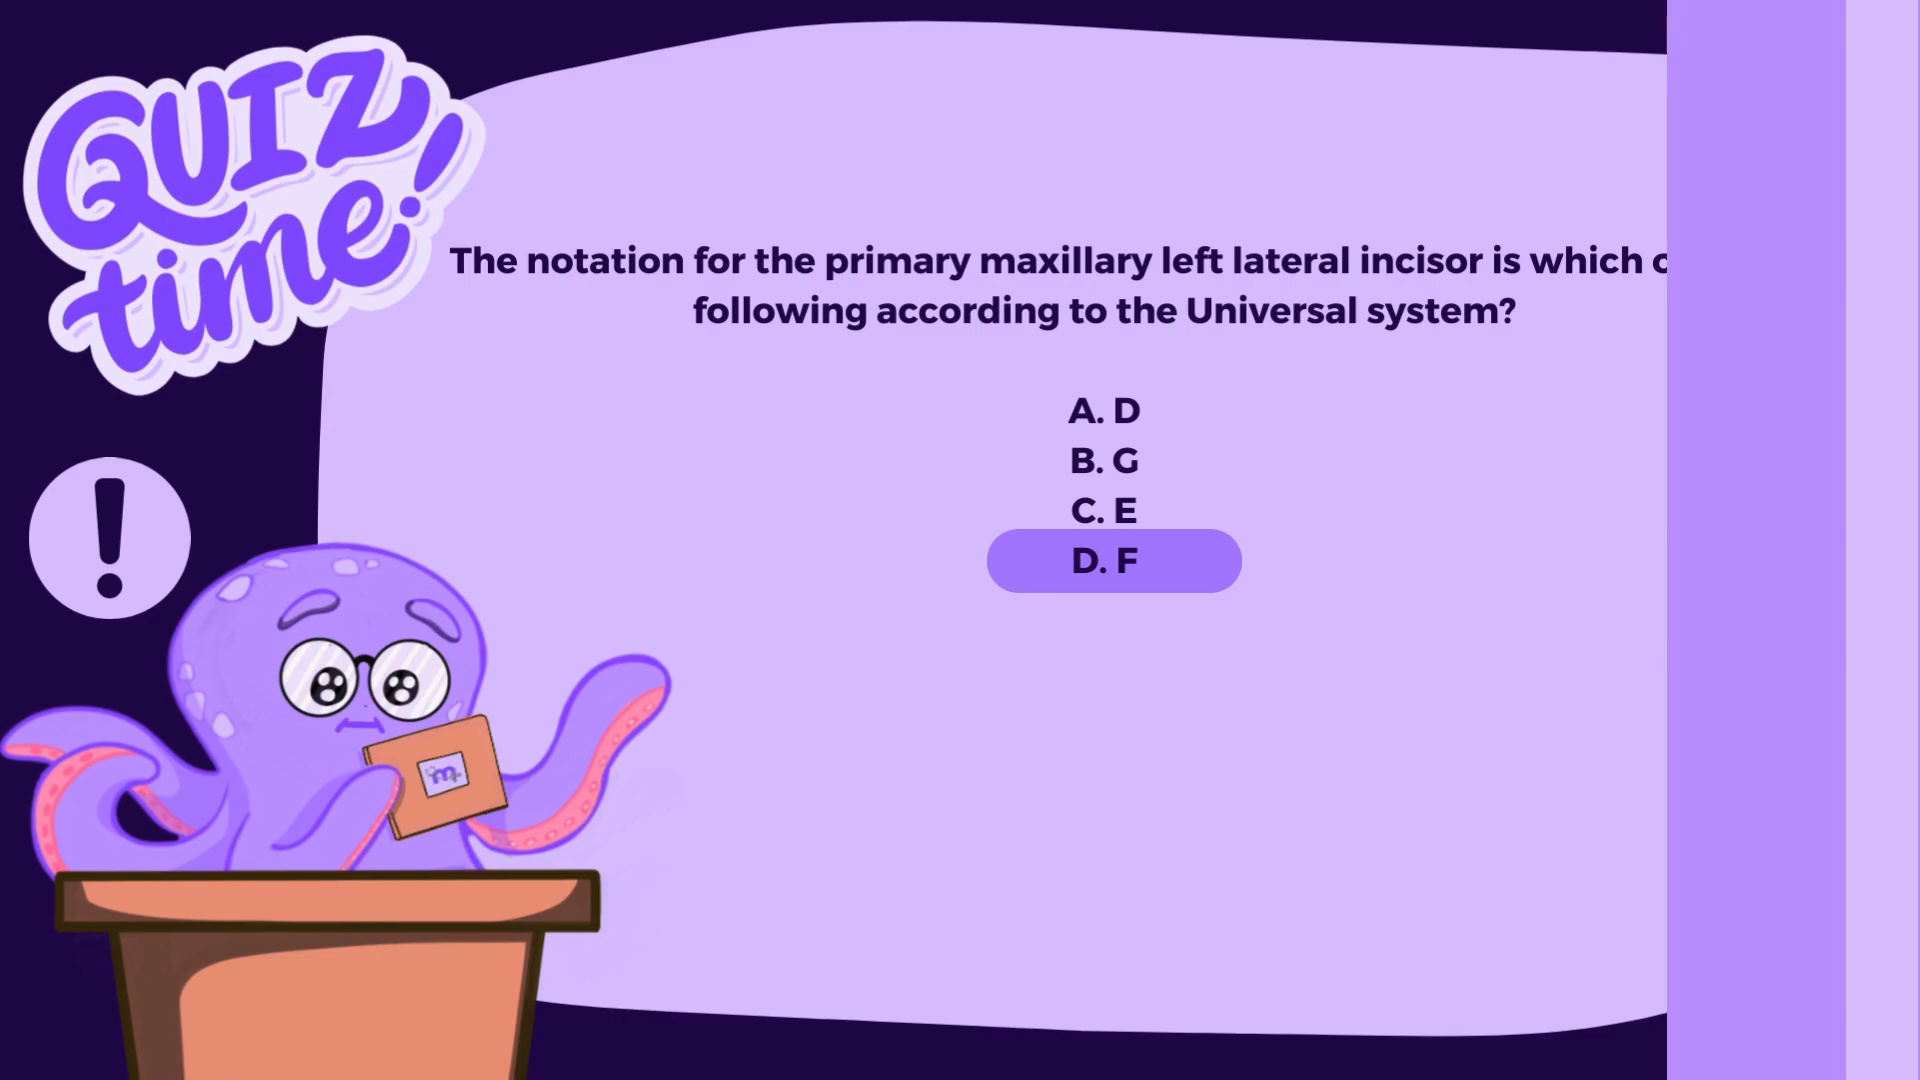 QUIZ
time!
The notation for the primary maxillary left lateral incisor is which
following according to the Universal system?
A. D
B. G
C. E
D. F
!
m